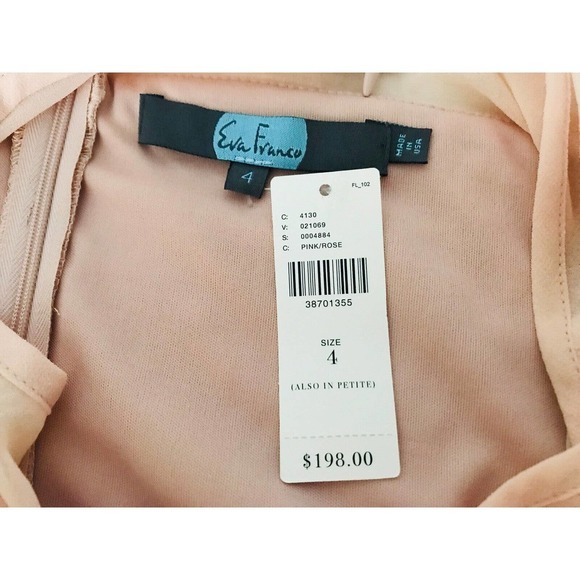 Eva Franco
4
MADE
IN
USA
FL_102
C: 4130
V: 021069
S: 0004884
C: PINK/ROSE
38701355
SIZE
4
(ALSO IN PETITE)
$198.00